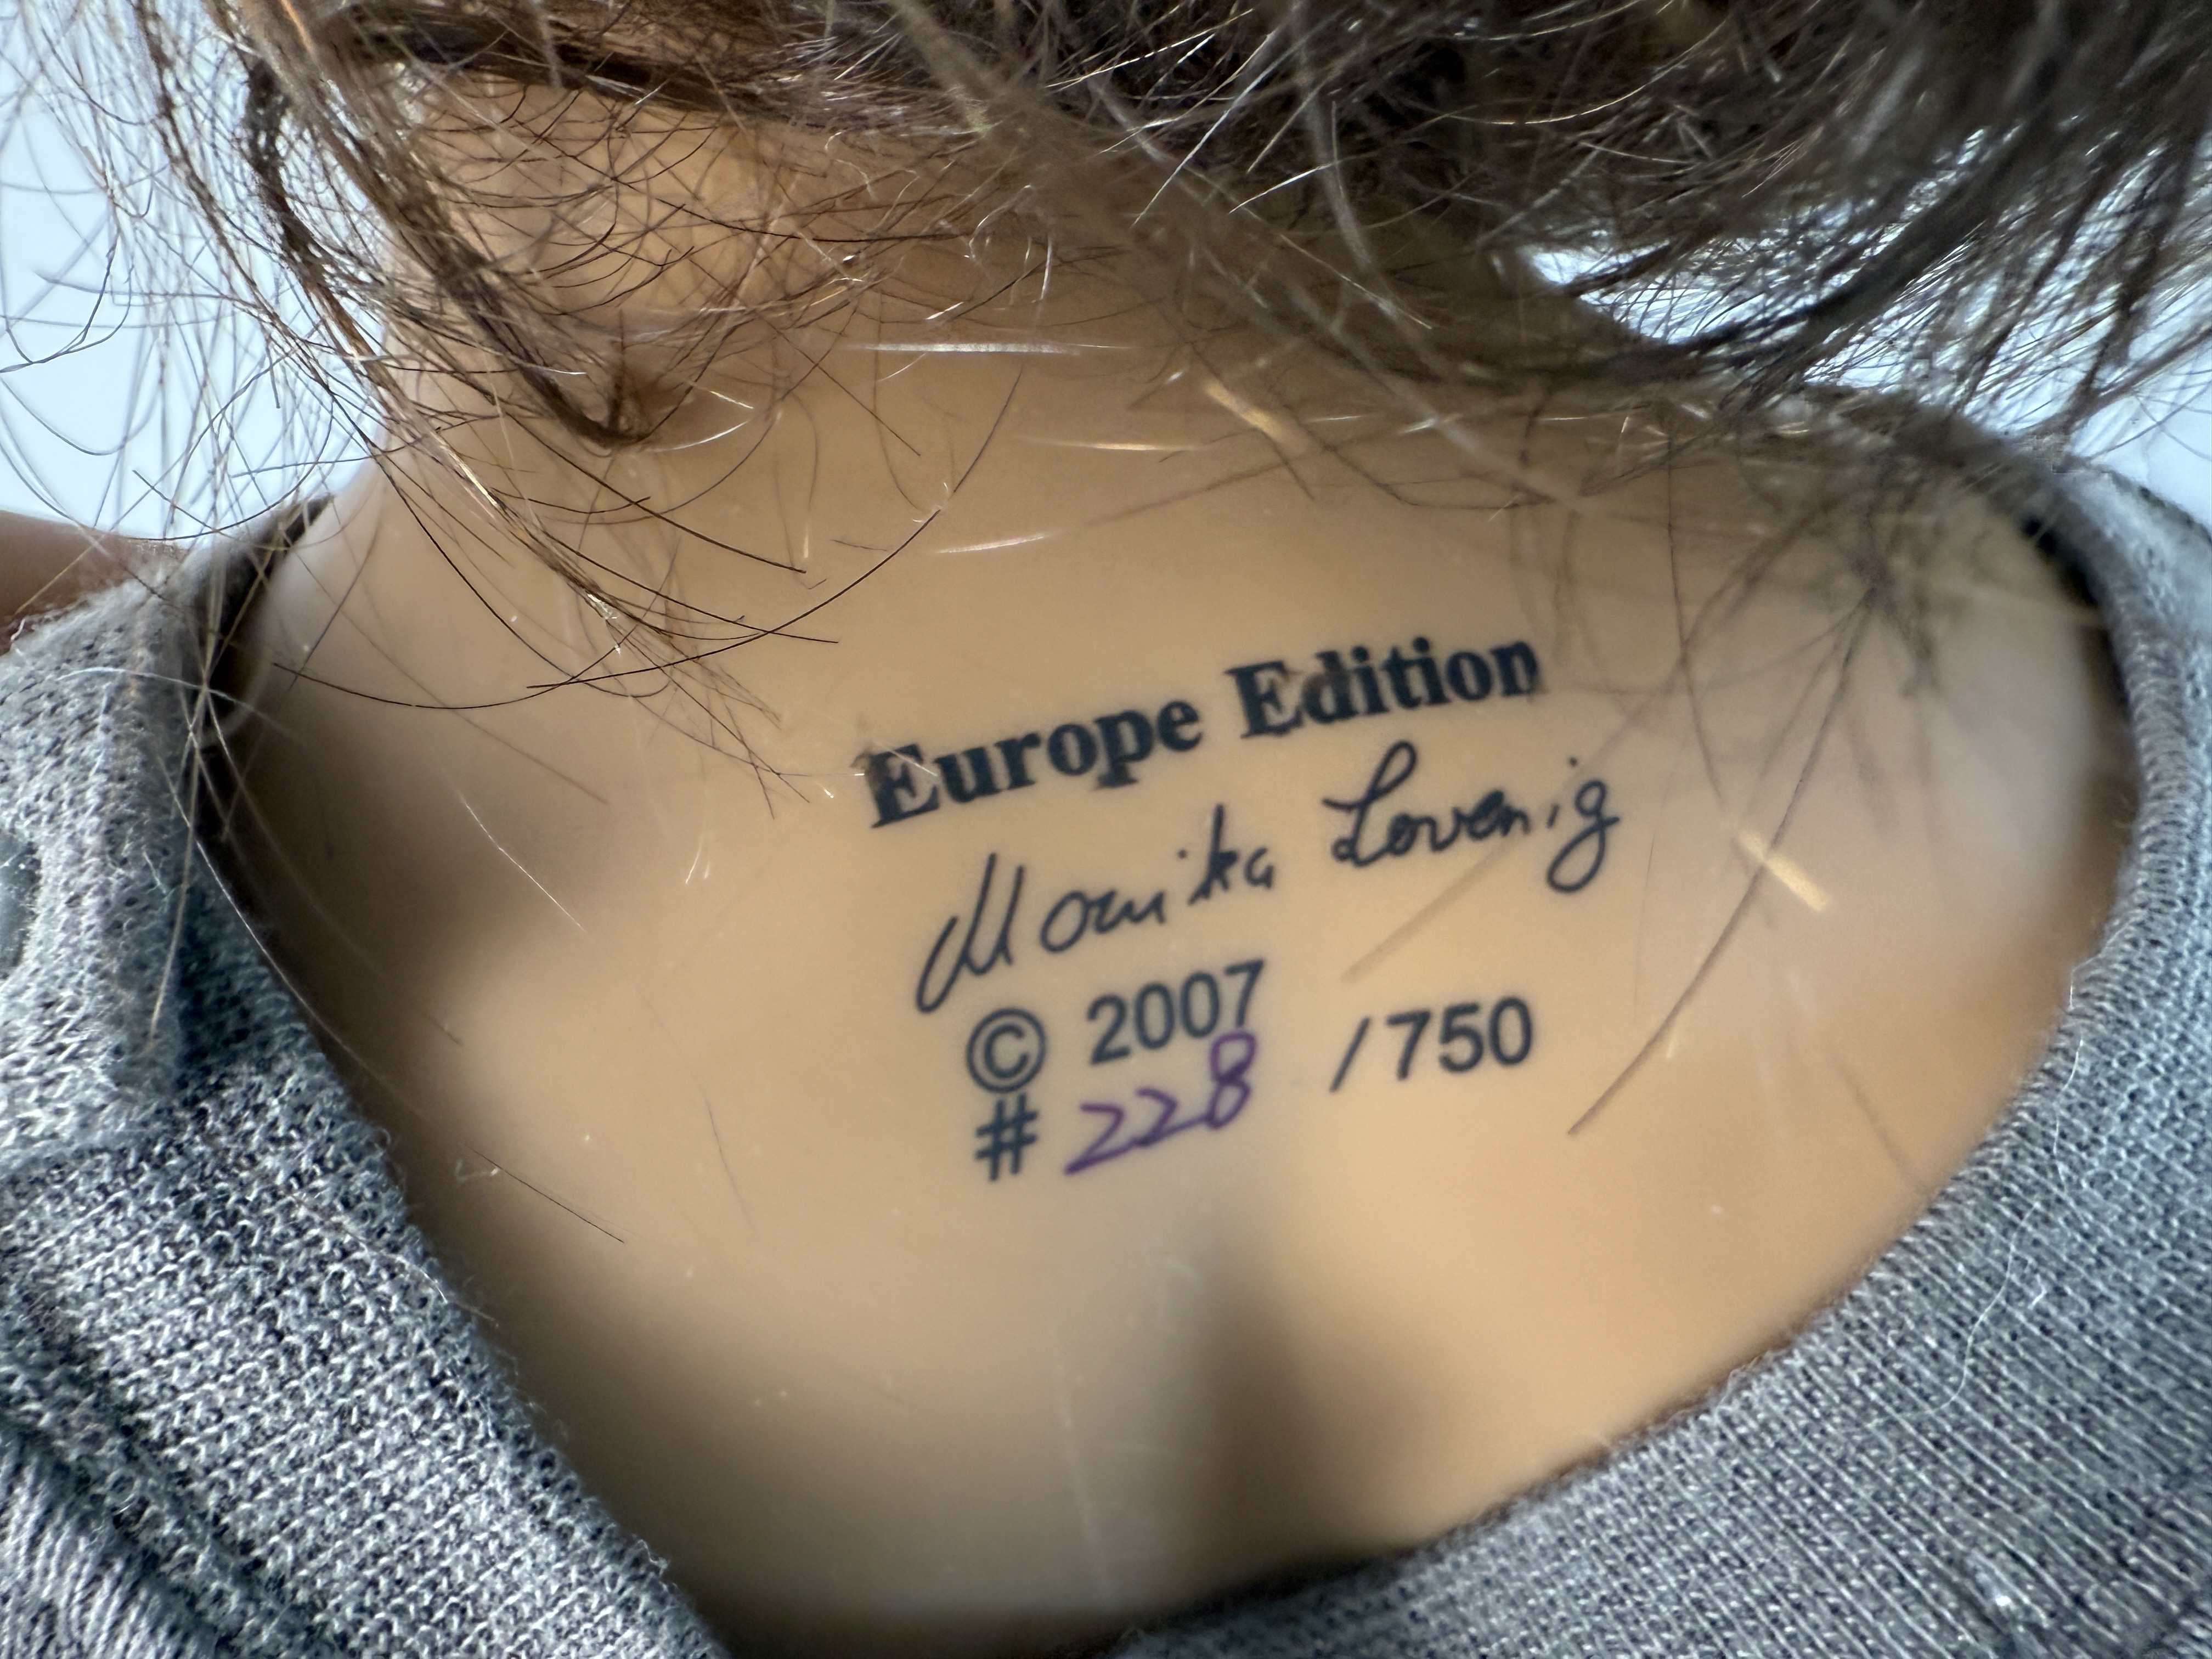 Europe Edition
Monika Levenig
© 2007
# 228 /750